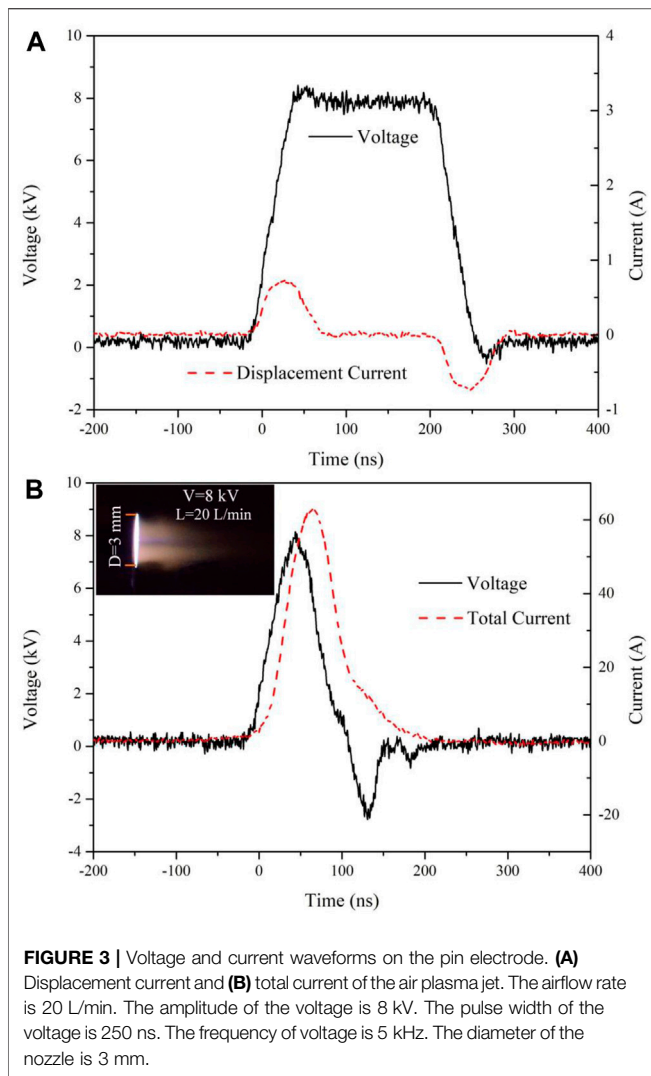 A
10
8
6
4
2
0
-2
Voltage (kV)
4
3
2
1
0
-1
Current (A)
Voltage
Displacement Current
-200
-100
0
100
200
300
400
Time (ns)
B
10
9
8
6
4
2
0
-2
-4
Voltage (kV)
60
40
20
0
-20
Current (A)
V=8 kV
L=20 L/min
D=3 mm
Voltage
Total Current
-200
-100
0
100
200
300
400
Time (ns)
FIGURE 3 | Voltage and current waveforms on the pin electrode. (A)
Displacement current and (B) total current of the air plasma jet. The airflow rate
is 20 L/min. The amplitude of the voltage is 8 kV. The pulse width of the
voltage is 250 ns. The frequency of voltage is 5 kHz. The diameter of the
nozzle is 3 mm.